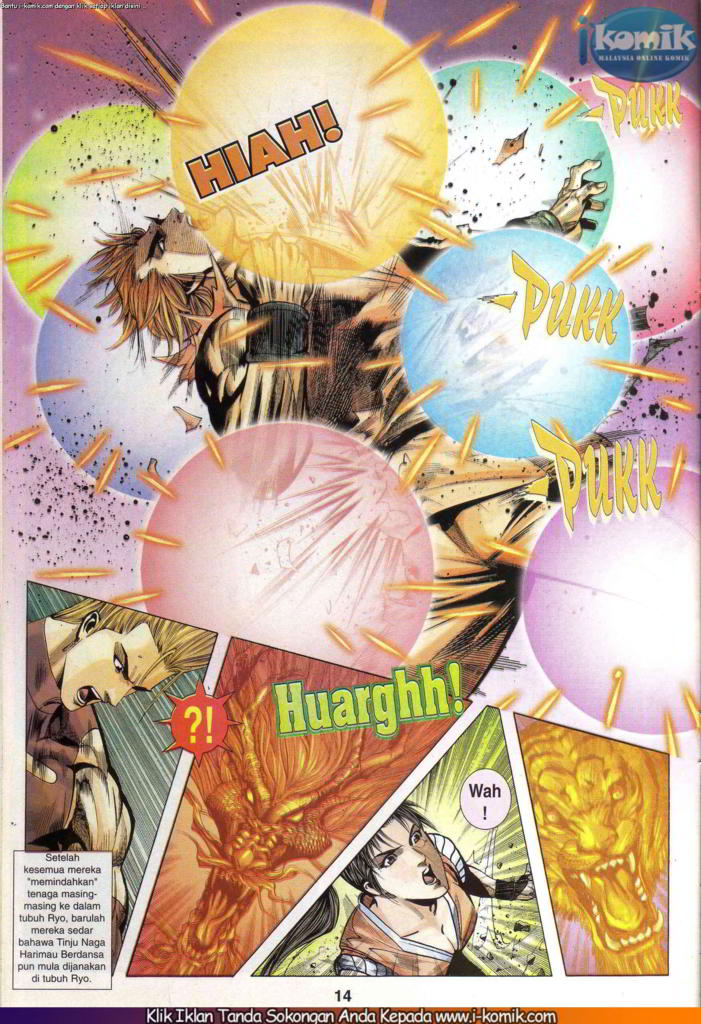 Bantu i-komik.com dengan klik setiap iklan disini ...
i komik
MALAYSIA ONLINE KOMIK
PUKK
HIAH!
PUKK
PUKK
?!
Huarghh!
Wah
!
Setelah
kesemua mereka
"memindahkan"
tenaga masing-
masing ke dalam
tubuh Ryo, barulah
mereka sedar
bahawa Tinju Naga
Harimau Berdansa
pun mula dijanakan
di tubuh Ryo.
14
Klik Iklan Tanda Sokongan Anda Kepada www.i-komik.com